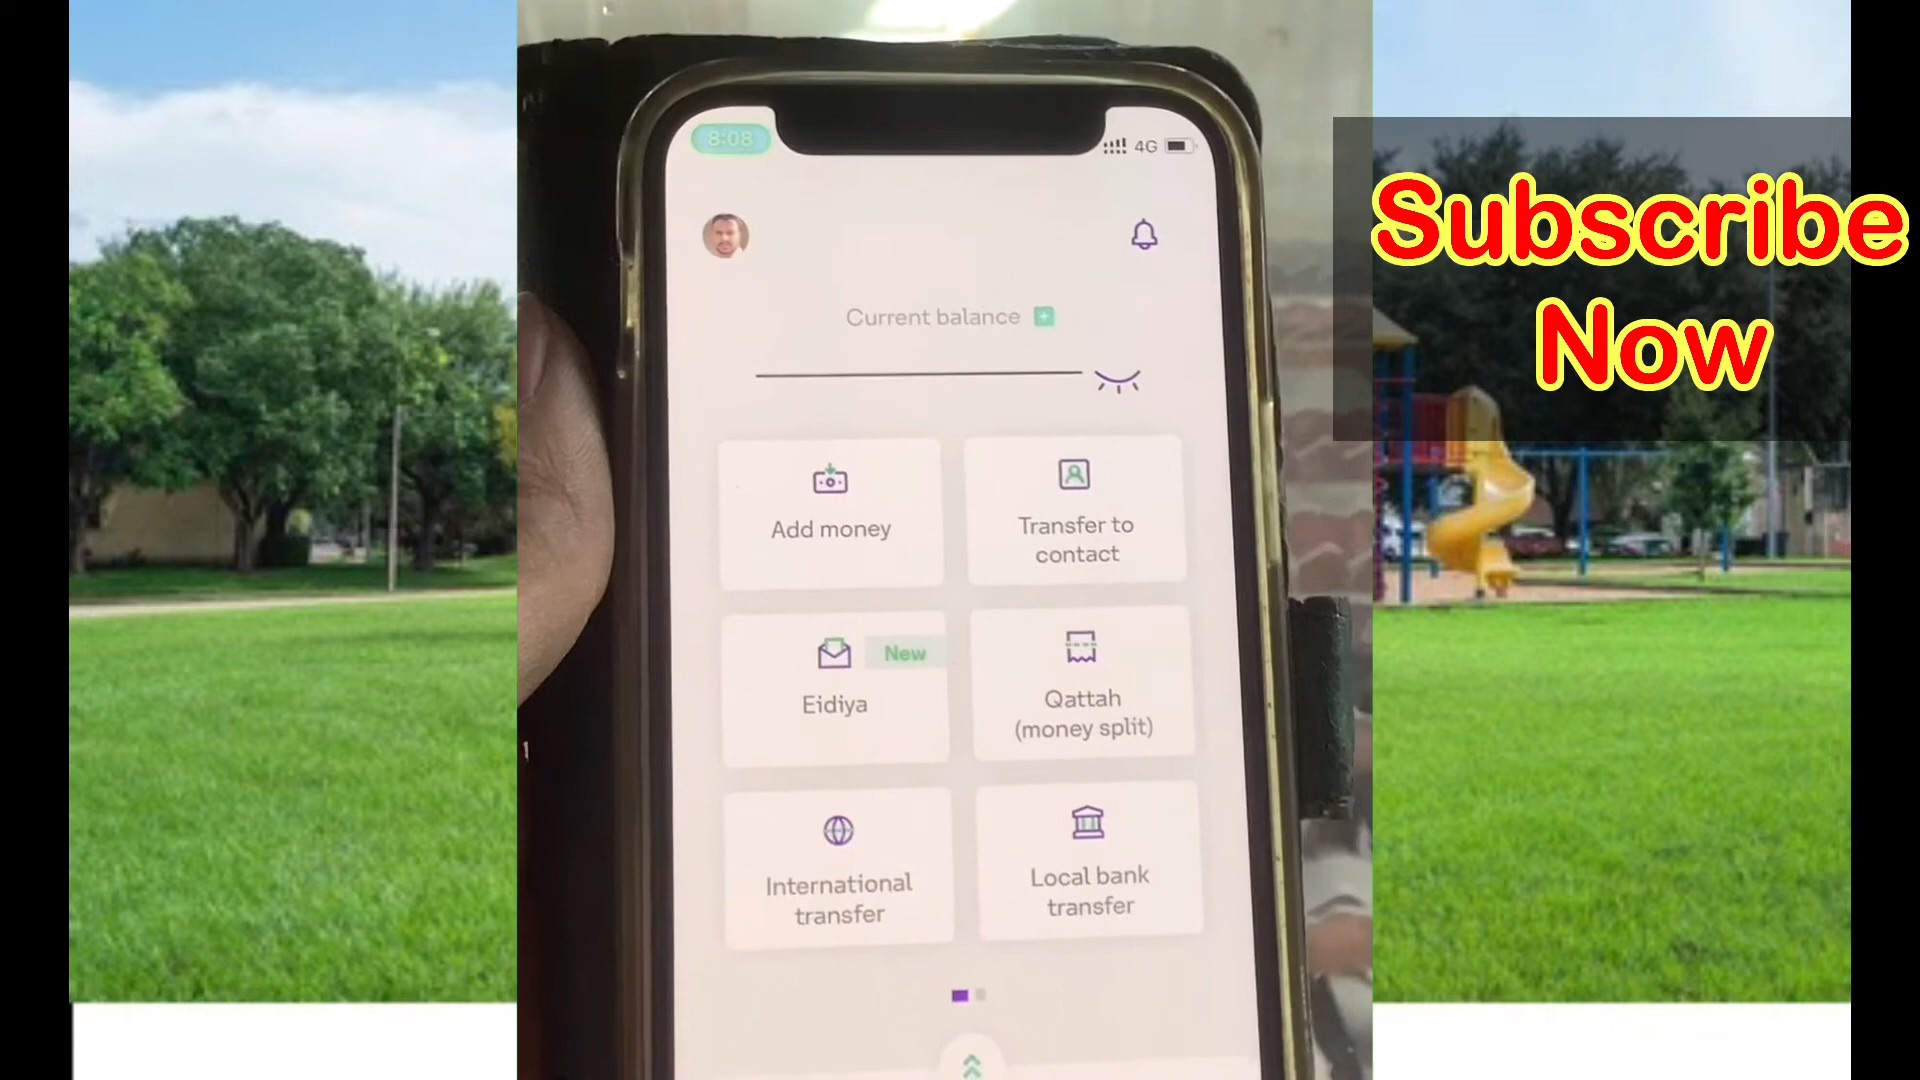 8:08
4G
Subscribe
Now
Current balance
Add money
Transfer to
contact
New
Eidiya
Qattah
(money split)
International
transfer
Local bank
transfer